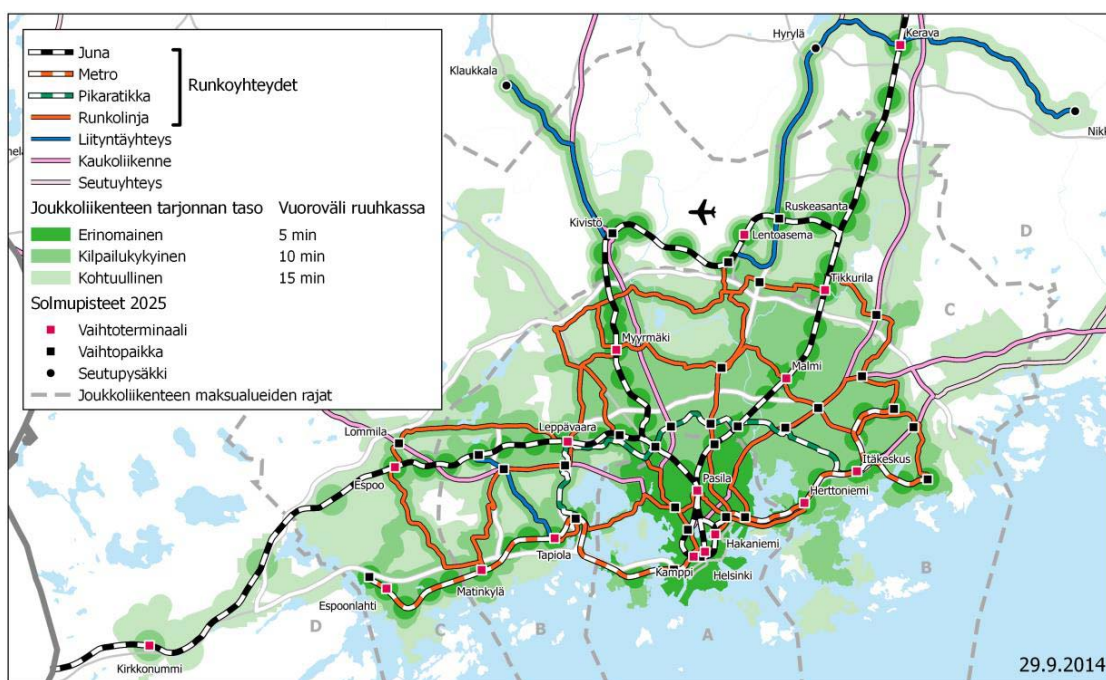 Juna
Metro
Pikaratikka
Runkolinja
Runkoyhteydet
Liityntäyhteys
Kaukoliikenne
Seutuyhteys
Joukkoliikenteen tarjonnan taso Vuoroväli ruuhkassa
Erinomainen 5 min
Kilpailukykyinen 10 min
Kohtuullinen 15 min
Solmupisteet 2025
Vaihtoterminaali
Vaihtopaikka
Seutupysäkki
Joukkoliikenteen maksualueiden rajat
Hyrylä
Kerava
Klaukkala
Nikk
Kivistö
Ruskeasanta
Lentoasema
D
Tikkurila
C
Myyrmäki
Malmi
Leppävaara
Lommila
Espoo
Itäkeskus
Pasila
Herttoniemi
Hakaniemi
Tapiola
Kamppi
Helsinki
Matinkylä
Espoonlahti
B
D
C
B
A
Kirkkonummi
29.9.2014